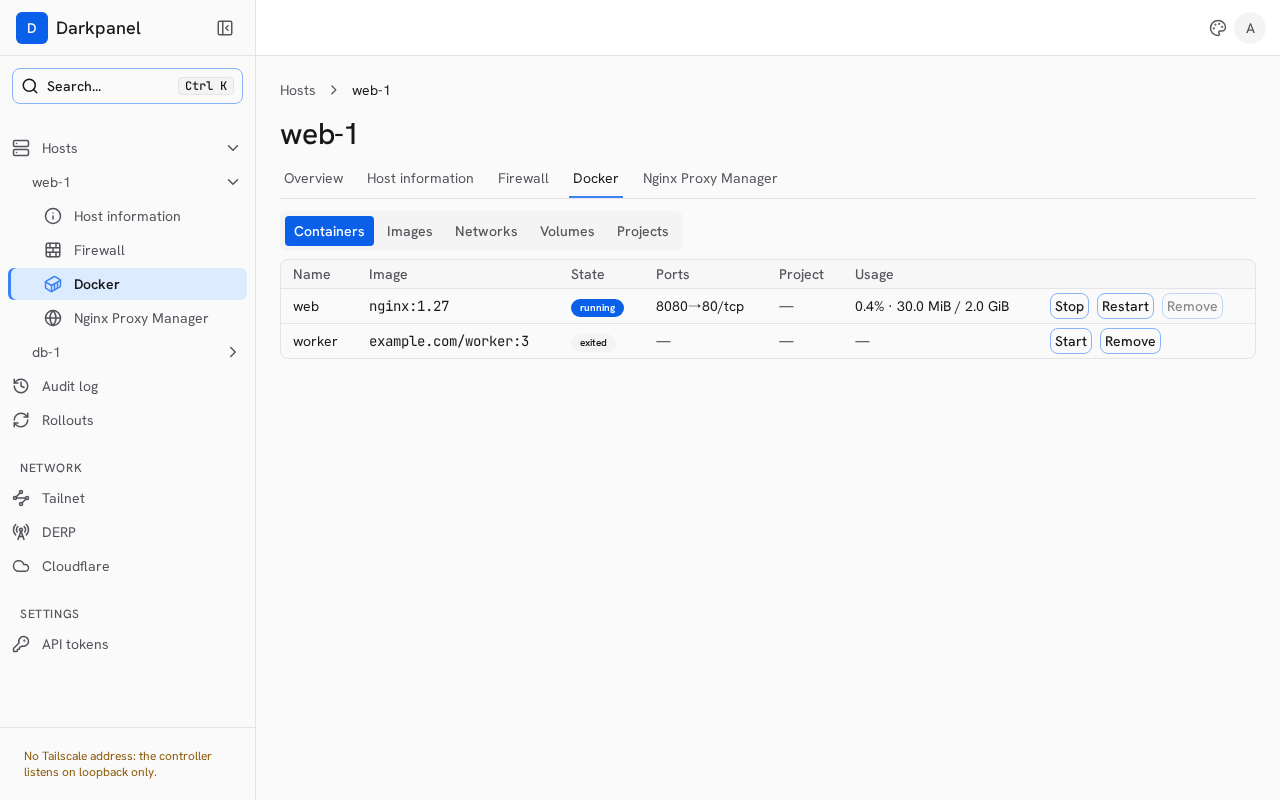 D Darkpanel
A
Search... Ctrl K
Hosts
web-1
Host information
Firewall
Docker
Nginx Proxy Manager
db-1
Audit log
Rollouts
NETWORK
Tailnet
DERP
Cloudflare
SETTINGS
API tokens
No Tailscale address: the controller
listens on loopback only.
Hosts web-1
web-1
Overview Host information Firewall Docker Nginx Proxy Manager
Containers Images Networks Volumes Projects
Name Image State Ports Project Usage
web nginx:1.27 running 8080→80/tcp — 0.4% · 30.0 MiB / 2.0 GiB Stop Restart Remove
worker example.com/worker:3 exited — — — Start Remove